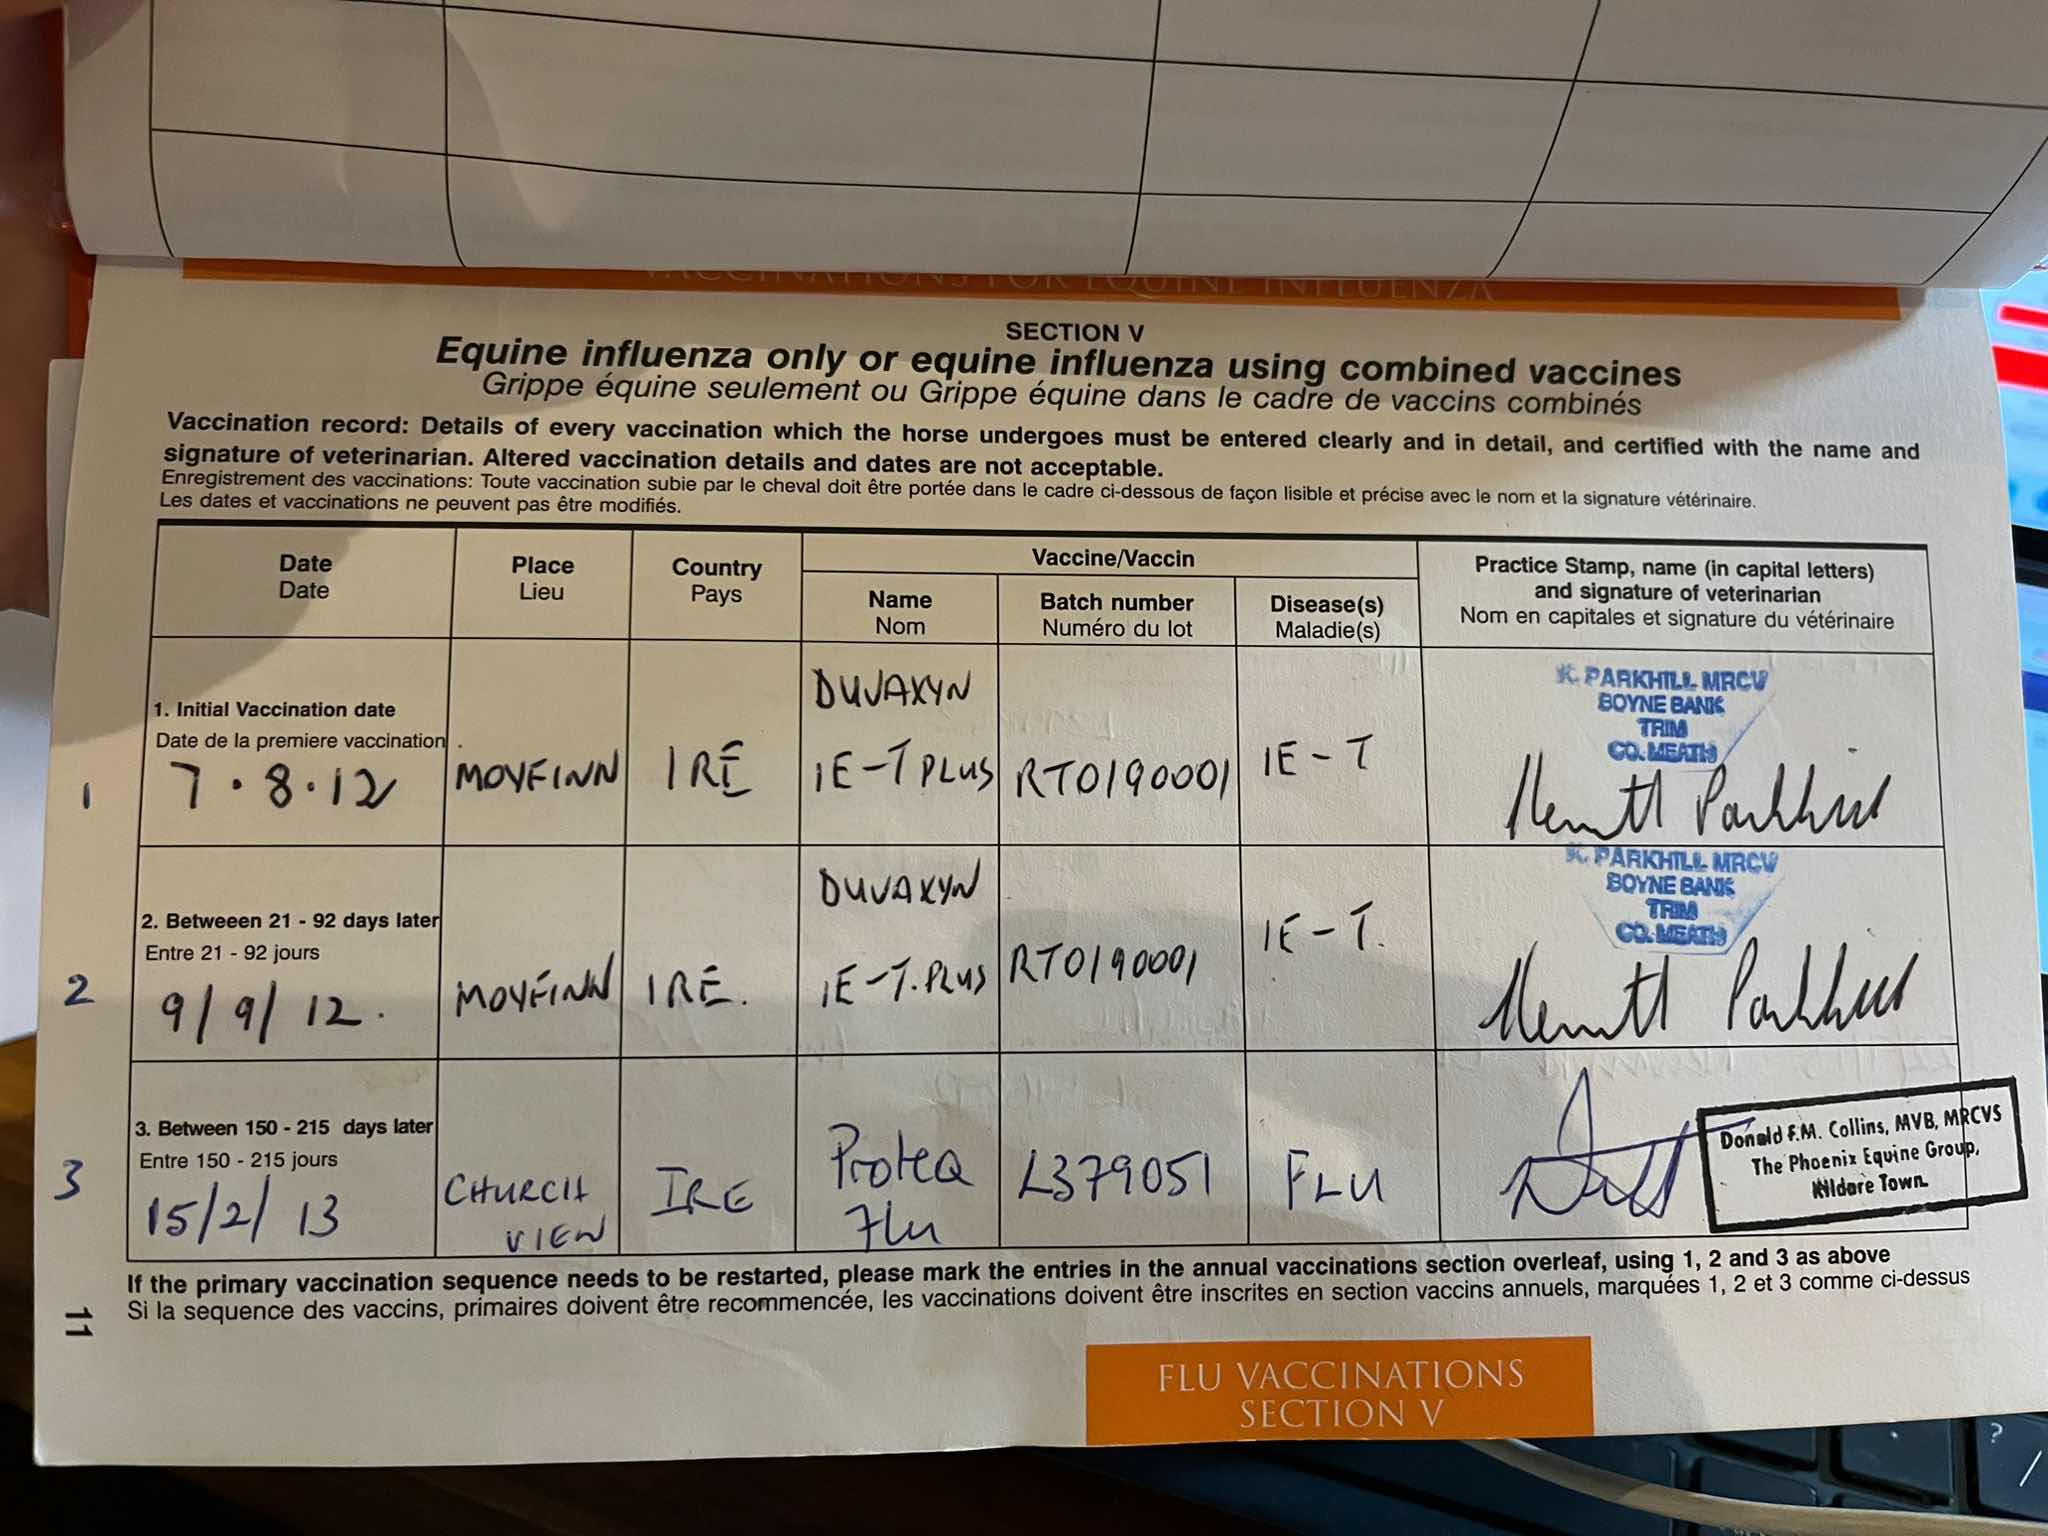 VACCINATIONS FOR EQUINE INFLUENZA
SECTION V
Equine influenza only or equine influenza using combined vaccines
Grippe équine seulement ou Grippe équine dans le cadre de vaccins combinés
Vaccination record: Details of every vaccination which the horse undergoes must be entered clearly and in detail, and certified with the name and
signature of veterinarian. Altered vaccination details and dates are not acceptable.
Enregistrement des vaccinations: Toute vaccination subie par le cheval doit être portée dans le cadre ci-dessous de façon lisible et précise avec le nom et la signature vétérinaire.
Les dates et vaccinations ne peuvent pas être modifiés.
Date
Date
Place
Lieu
Country
Pays
Vaccine/Vaccin
Name
Nom
Batch number
Numéro du lot
Disease(s)
Maladie(s)
Practice Stamp, name (in capital letters)
and signature of veterinarian
Nom en capitales et signature du vétérinaire
1
1. Initial Vaccination date
Date de la premiere vaccination
7.8.12
MOYFINN
IRE
DUVAXYN
IE-T PLUS
RT0190001
IE-T
K. PARKHILL MRCV
BOYNE BANK
TRIM
CO. MEATH
Kenneth Parkhill
2
2. Betweeen 21 - 92 days later
Entre 21 - 92 jours
9/9/12.
MOYFINN
IRE.
DUVAXYN
IE-T.PLUS
RT0190001
IE-T.
K. PARKHILL MRCV
BOYNE BANK
TRIM
CO. MEATH
Kenneth Parkhill
3
3. Between 150 - 215 days later
Entre 150 - 215 jours
15/2/13
CHURCH
VIEW
IRE
Proteq
Flu
L379051
FLU
Donald F.M. Collins, MVB, MRCVS
The Phoenix Equine Group,
Kildare Town.
If the primary vaccination sequence needs to be restarted, please mark the entries in the annual vaccinations section overleaf, using 1, 2 and 3 as above
Si la sequence des vaccins, primaires doivent être recommencée, les vaccinations doivent être inscrites en section vaccins annuels, marquées 1, 2 et 3 comme ci-dessus
11
FLU VACCINATIONS
SECTION V
?
/